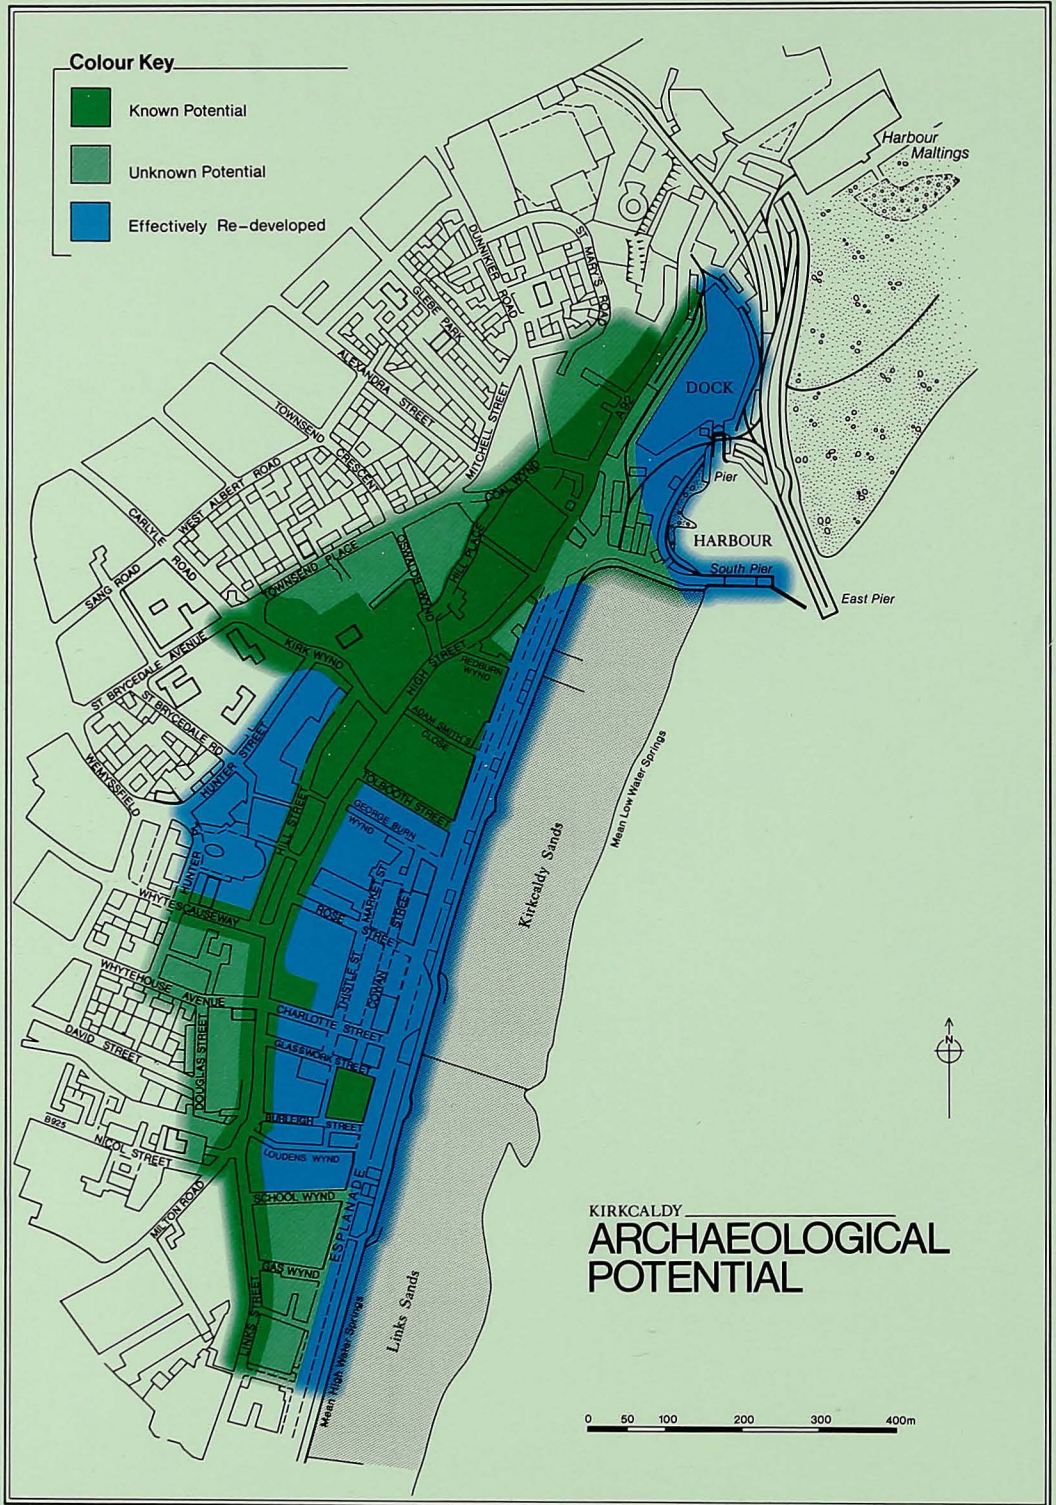 Colour Key
Known Potential
Unknown Potential
Effectively Re-developed
Harbour
Maltings
DUNNIKIER ROAD
ST MARY'S ROAD
GLEBE PARK
ALEXANDRA STREET
MITCHELL STREET
TOWNSEND CRESCENT
WEST ALBERT ROAD
CARLYLE ROAD
SANG ROAD
DOCK
A92
COAL WYND
Pier
HARBOUR
South Pier
East Pier
TOWNSEND PLACE
OSWALD'S WYND
HILL PLACE
KIRK WYND
HIGH STREET
REDBURN
WYND
ST BRYCEDALE AVENUE
ST BRYCEDALE RD
ADAM SMITH'S
CLOSE
HUNTER STREET
WEMYSSFIELD
TOLBOOTH STREET
GEORGE BURN
WYND
HILL STREET
HUNTER PL
MARKET ST
ROSE STREET
STREET
WHYTESCAUSEWAY
THISTLE ST
COWAN
WHYTEHOUSE AVENUE
CHARLOTTE STREET
GLASSWORK STREET
DAVID STREET
DOUGLAS STREET
BURLEIGH STREET
B925
NICOL STREET
LOUDENS WYND
SCHOOL WYND
MILTON ROAD
ESPLANADE
GAS WYND
LINKS STREET
Kirkcaldy Sands
Mean Low Water Springs
Links Sands
Mean High Water Springs
N
KIRKCALDY
ARCHAEOLOGICAL
POTENTIAL
0 50 100 200 300 400m